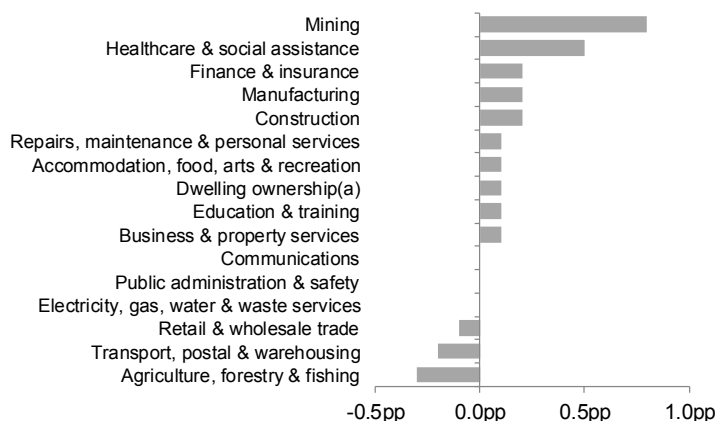 Mining
Healthcare & social assistance
Finance & insurance
Manufacturing
Construction
Repairs, maintenance & personal services
Accommodation, food, arts & recreation
Dwelling ownership(a)
Education & training
Business & property services
Communications
Public administration & safety
Electricity, gas, water & waste services
Retail & wholesale trade
Transport, postal & warehousing
Agriculture, forestry & fishing
-0.5pp 0.0pp 0.5pp 1.0pp